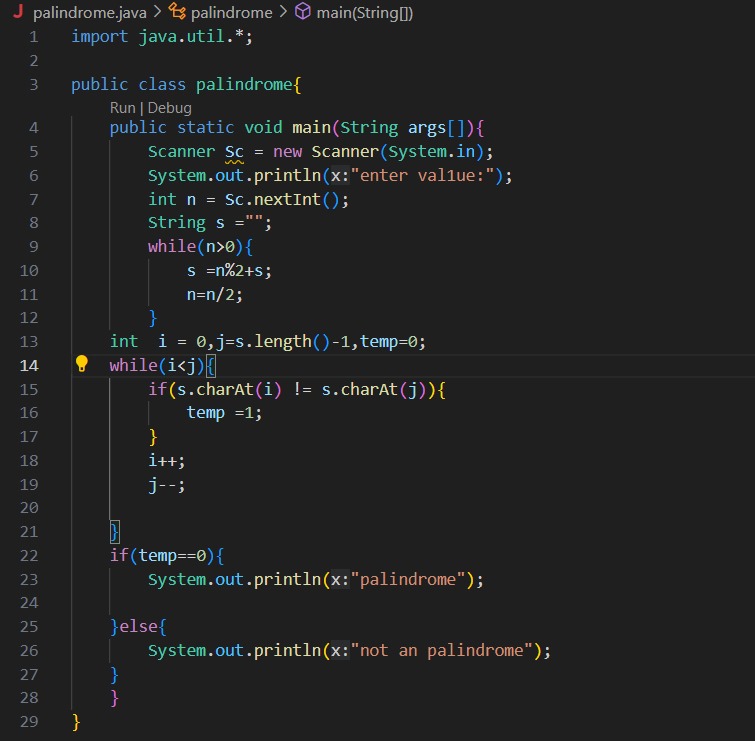 J palindrome.java > palindrome > main(String[])
1 import java.util.*;
2
3 public class palindrome{
Run | Debug
4 public static void main(String args[]){
5 Scanner Sc = new Scanner(System.in);
6 System.out.println(x:"enter val1ue:");
7 int n = Sc.nextInt();
8 String s ="";
9 while(n>0){
10 s =n%2+s;
11 n=n/2;
12 }
13 int  i = 0,j=s.length()-1,temp=0;
14 while(i<j){
15 if(s.charAt(i) != s.charAt(j)){
16 temp =1;
17 }
18 i++;
19 j--;
20
21 }
22 if(temp==0){
23 System.out.println(x:"palindrome");
24
25 }else{
26 System.out.println(x:"not an palindrome");
27 }
28 }
29 }